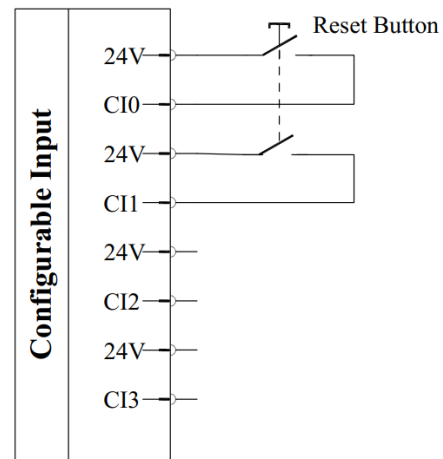 Reset Button
Configurable Input
24V
CI0
24V
CI1
24V
CI2
24V
CI3